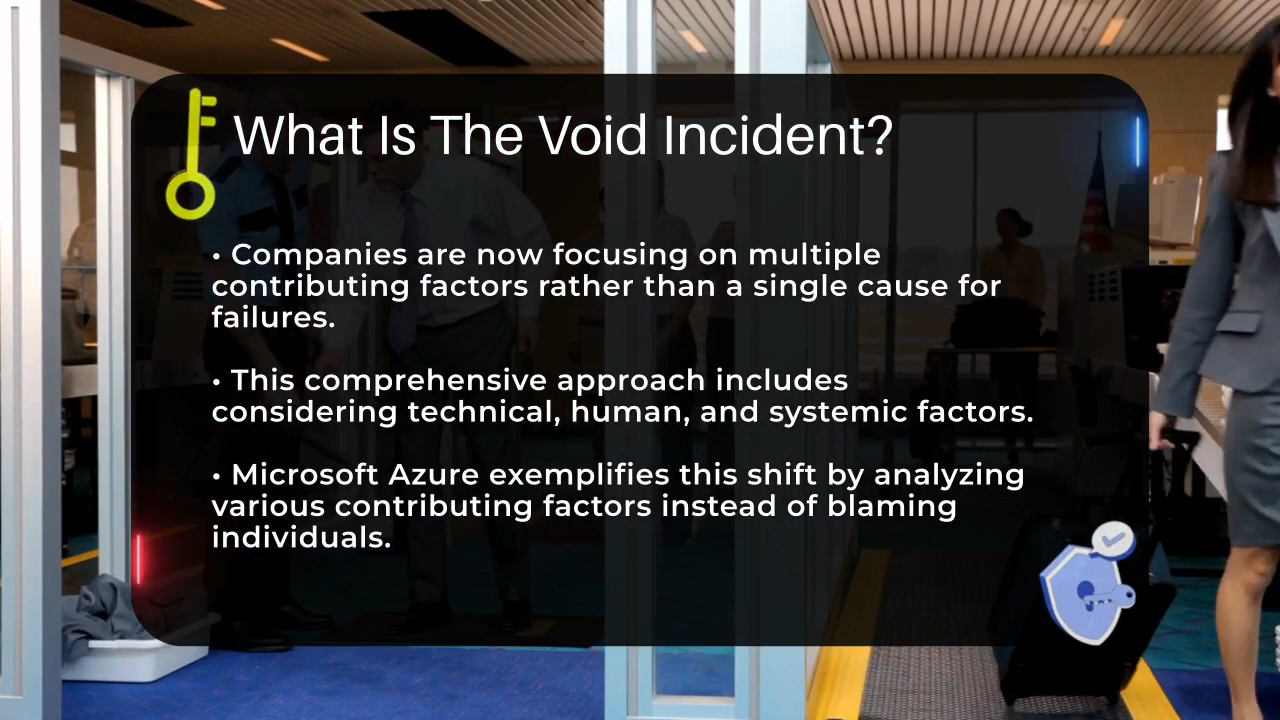 What Is The Void Incident?
• Companies are now focusing on multiple
contributing factors rather than a single cause for
failures.
• This comprehensive approach includes
considering technical, human, and systemic factors.
• Microsoft Azure exemplifies this shift by analyzing
various contributing factors instead of blaming
individuals.